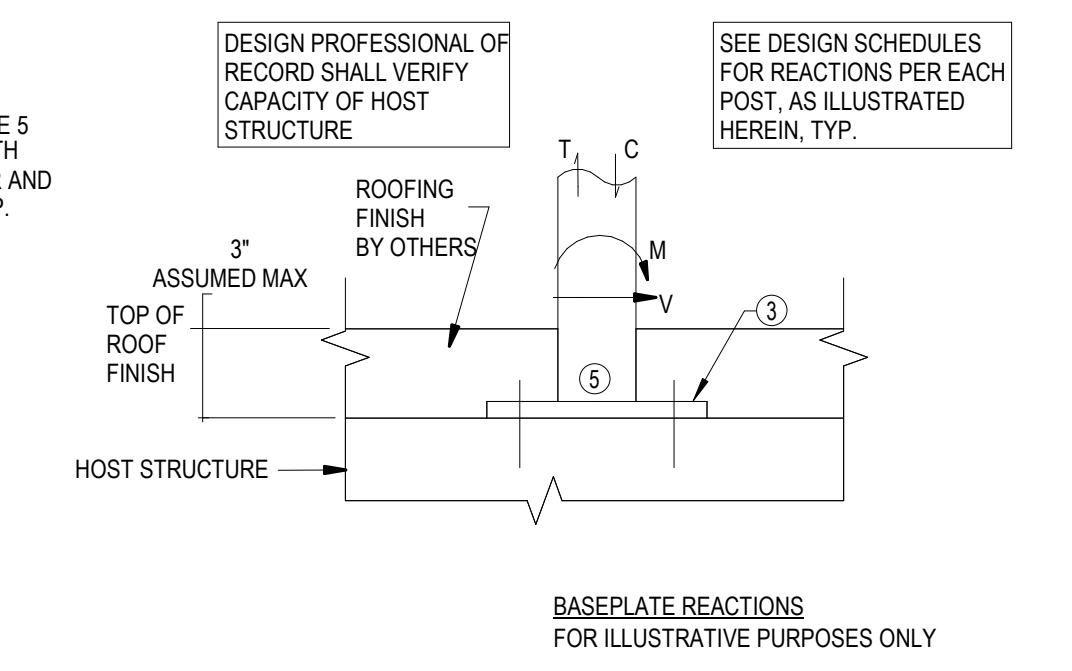 DESIGN PROFESSIONAL OF
RECORD SHALL VERIFY
CAPACITY OF HOST
STRUCTURE
SEE DESIGN SCHEDULES
FOR REACTIONS PER EACH
POST, AS ILLUSTRATED
HEREIN, TYP.
5
AND
T
C
ROOFING
FINISH
BY OTHERS
M
3"
ASSUMED MAX
V
3
TOP OF
ROOF
FINISH
5
HOST STRUCTURE
BASEPLATE REACTIONS
FOR ILLUSTRATIVE PURPOSES ONLY